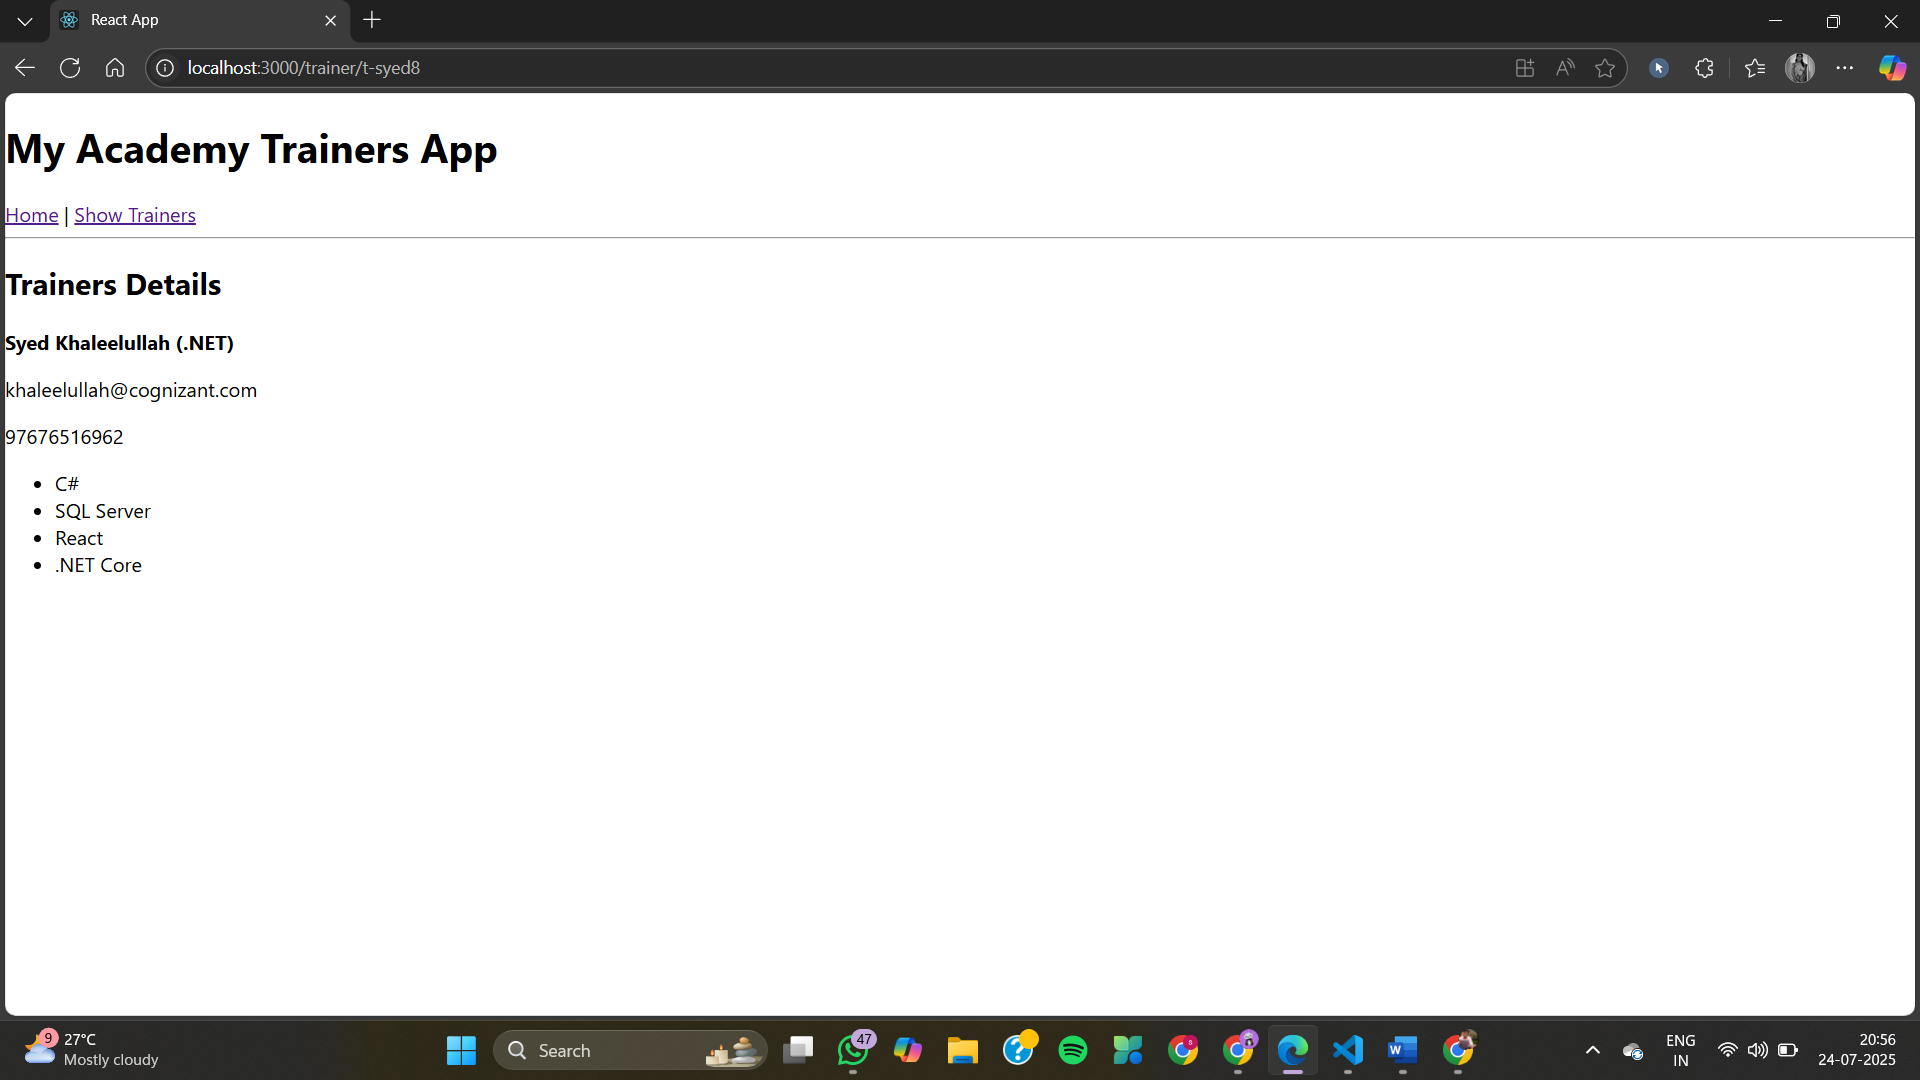 React App
localhost:3000/trainer/t-syed8
My Academy Trainers App
Home | Show Trainers
Trainers Details
Syed Khaleelullah (.NET)
khaleelullah@cognizant.com
97676516962
C#
SQL Server
React
.NET Core
9
27°C
Mostly cloudy
Search
47
ENG
IN
20:56
24-07-2025